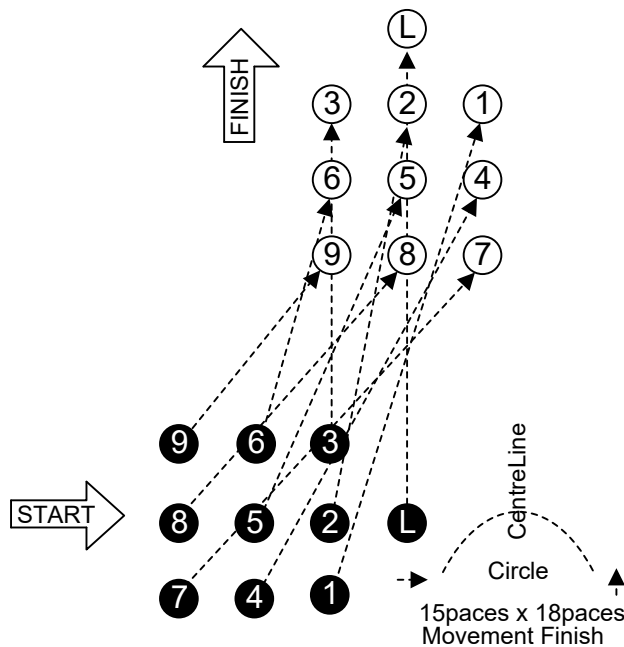 L
FINISH
3 2 1
6 5 4
9 8 7
9 6 3
START
8 5 2 L
7 4 1
CentreLine
Circle
15paces x 18paces
Movement Finish